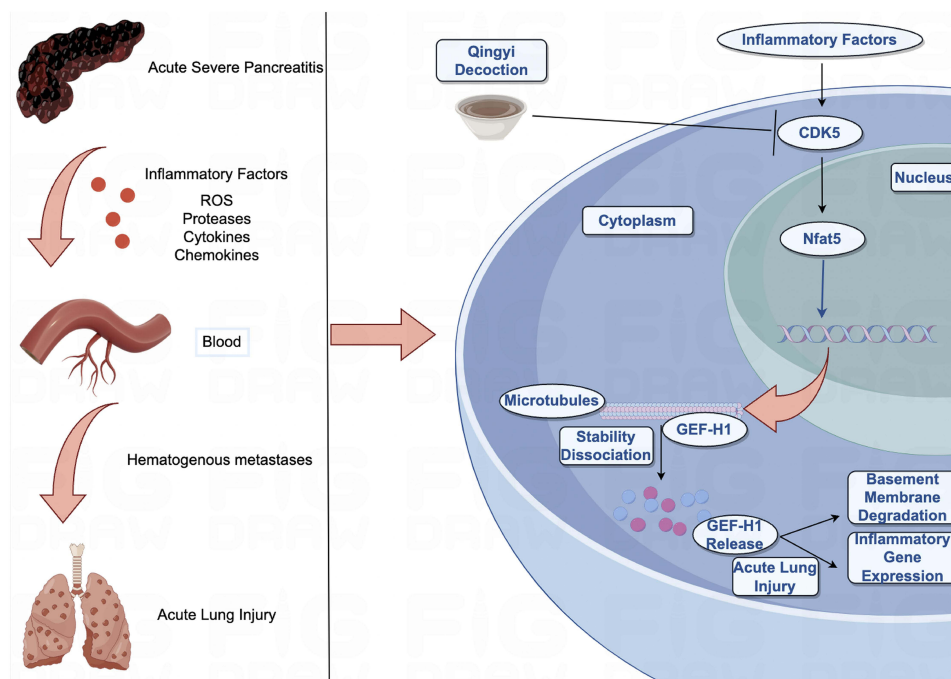 Acute Severe Pancreatitis
Inflammatory Factors
ROS
Proteases
Cytokines
Chemokines
Blood
Hematogenous metastases
Acute Lung Injury
Qingyi
Decoction
Inflammatory Factors
CDK5
Nucleus
Cytoplasm
Nfat5
Microtubules
GEF-H1
Stability
Dissociation
GEF-H1
Release
Acute Lung
Injury
Basement
Membrane
Degradation
Inflammatory
Gene
Expression
FIG
DRAW